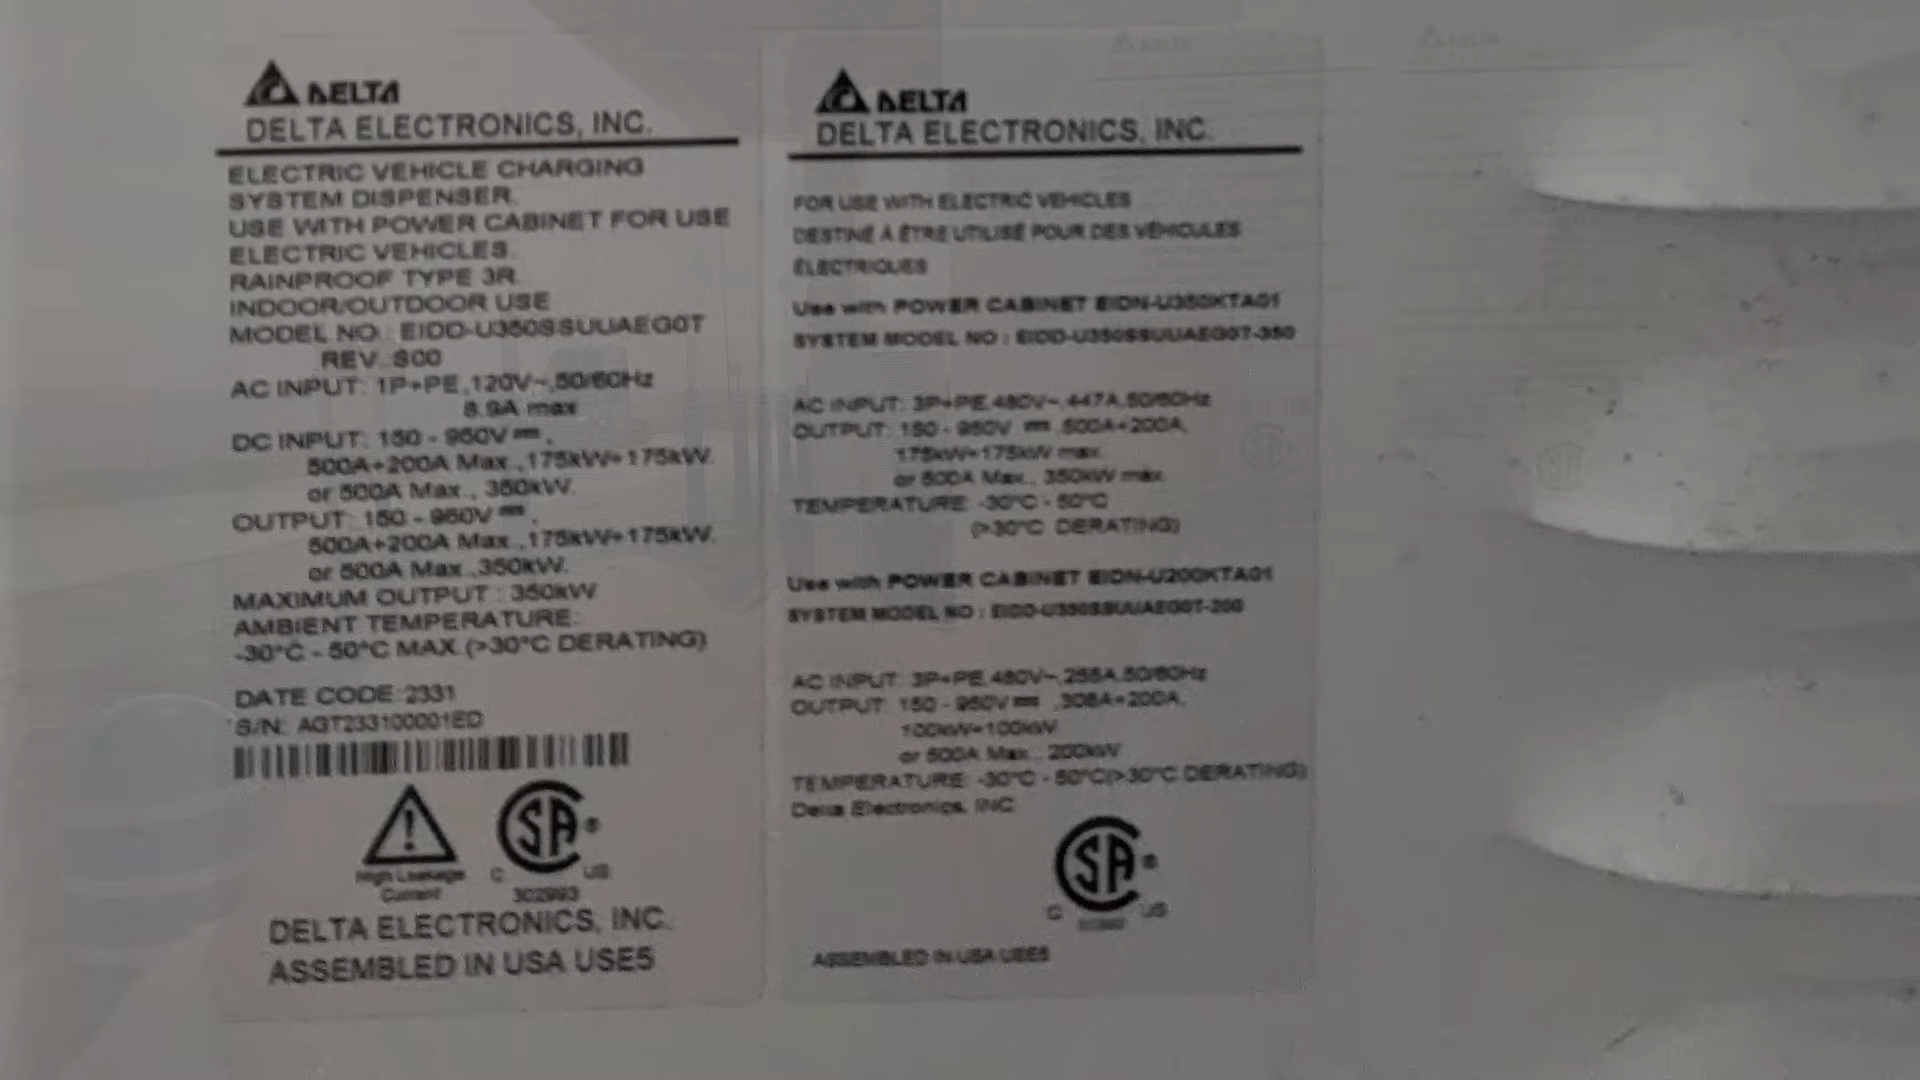 DELTA
DELTA ELECTRONICS, INC.
ELECTRIC VEHICLE CHARGING
SYSTEM DISPENSER,
USE WITH POWER CABINET FOR USE
ELECTRIC VEHICLES.
RAINPROOF TYPE 3R.
INDOOR/OUTDOOR USE
MODEL NO.: EIDD-U350SSUUAEG0T
REV.:S00
AC INPUT: 1P+PE,120V~,50/60Hz
8.9A max
DC INPUT: 150 - 950V⎓,
500A+200A Max.,175kW+175kW.
or 500A Max., 350kW.
OUTPUT: 150 - 950V⎓,
500A+200A Max.,175kW+175kW.
or 500A Max.,350kW.
MAXIMUM OUTPUT : 350kW
AMBIENT TEMPERATURE:
-30°C - 50°C MAX.(>30°C DERATING)
DATE CODE:2331
S/N: AGT233100001ED
High Leakage
Current
CSA®
C US
302993
DELTA ELECTRONICS, INC.
ASSEMBLED IN USA USE5
DELTA
DELTA ELECTRONICS, INC.
FOR USE WITH ELECTRIC VEHICLES
DESTINÉ À ÊTRE UTILISÉ POUR DES VÉHICULES
ÉLECTRIQUES
Use with POWER CABINET EIDN-U350KTA01
SYSTEM MODEL NO : EIDD-U350SSUUAEG0T-350
AC INPUT: 3P+PE,480V~,447A,50/60Hz
OUTPUT: 150 - 950V ⎓ ,500A+200A,
175kW+175kW max.
or 500A Max., 350kW max.
TEMPERATURE: -30°C - 50°C
(>30°C DERATING)
Use with POWER CABINET EIDN-U200KTA01
SYSTEM MODEL NO : EIDD-U350SSUUAEG0T-200
AC INPUT: 3P+PE,480V~,255A,50/60Hz
OUTPUT: 150 - 950V⎓ ,308A+200A,
100kW+100kW
or 500A Max., 200kW
TEMPERATURE: -30°C - 50°C(>30°C DERATING)
Delta Electronics, INC
CSA®
C US
ASSEMBLED IN USA USE5